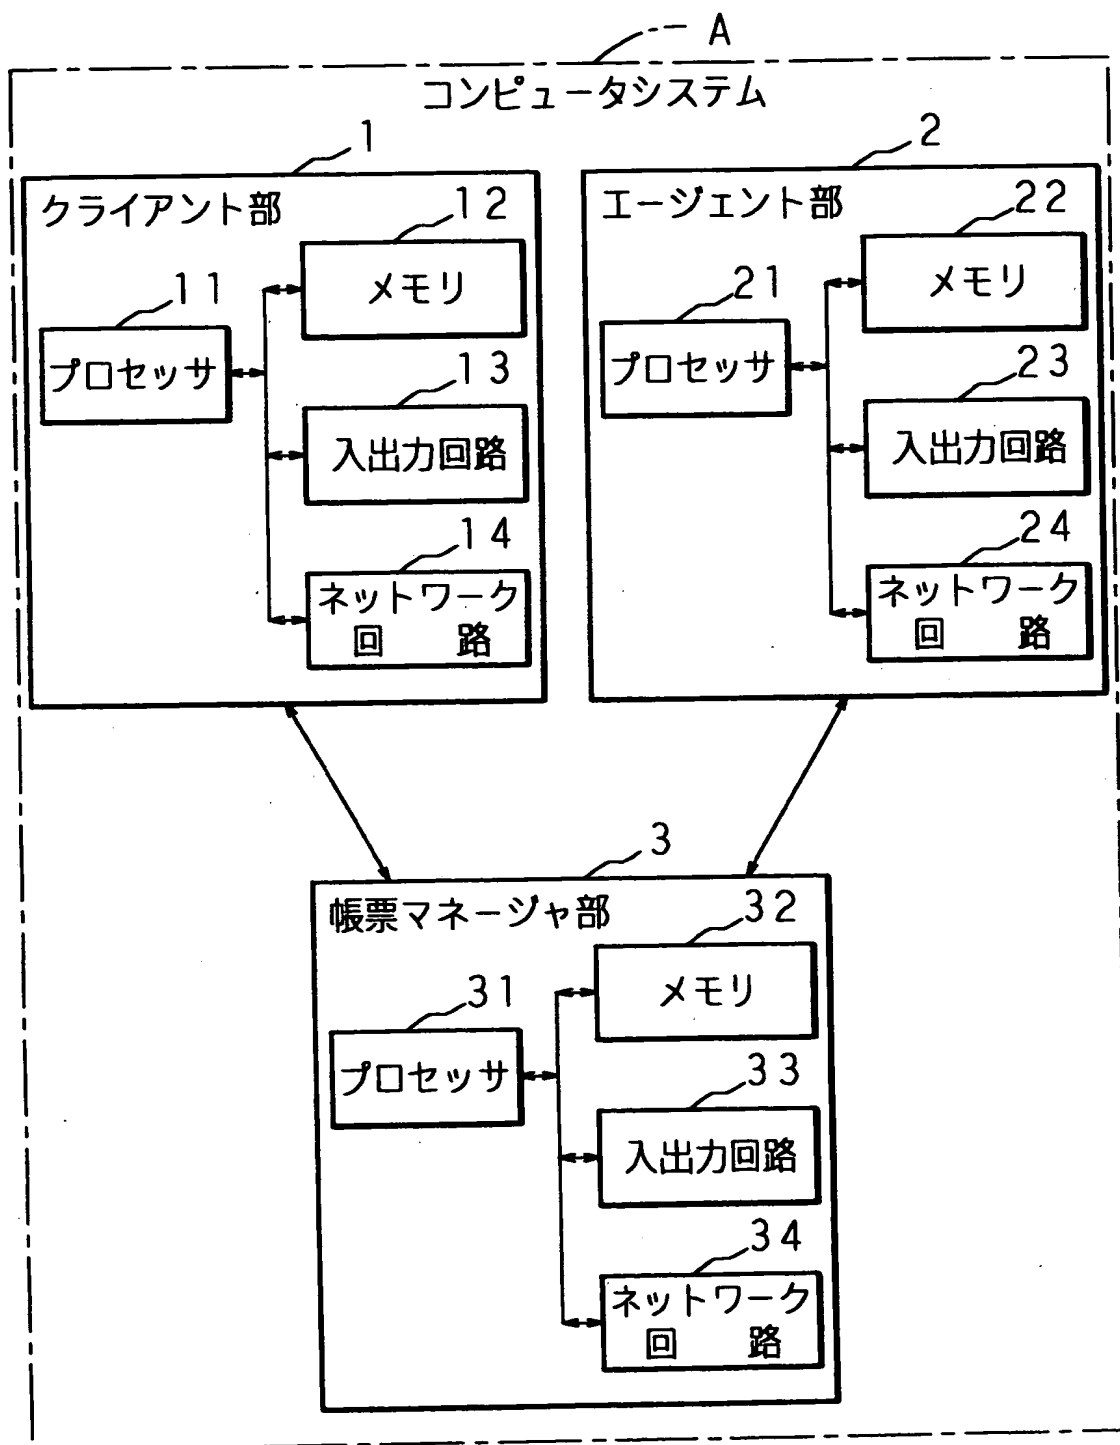 A
コンピュータシステム
1
クライアント部
12
メモリ
11
プロセッサ
13
入出力回路
14
ネットワーク
回 路
2
エージェント部
22
メモリ
21
プロセッサ
23
入出力回路
24
ネットワーク
回 路
3
帳票マネージャ部
32
メモリ
31
プロセッサ
33
入出力回路
34
ネットワーク
回 路